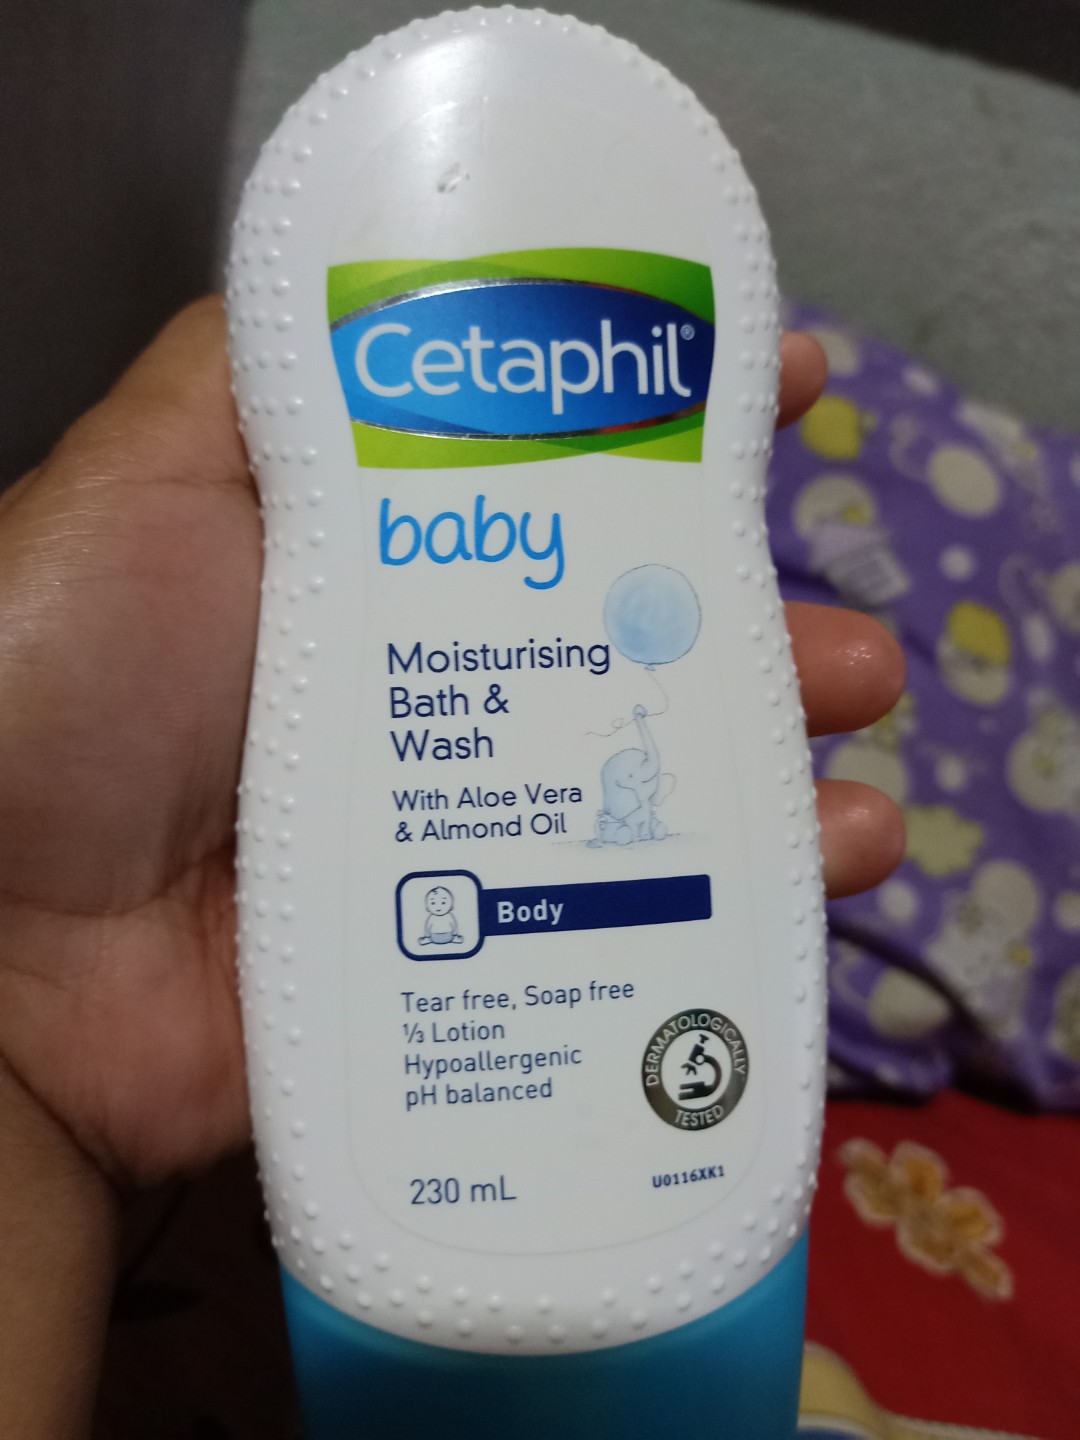 Cetaphil®
baby
Moisturising
Bath &
Wash
With Aloe Vera
& Almond Oil
Body
Tear free, Soap free
⅓ Lotion
Hypoallergenic
pH balanced
DERMATOLOGICALLY
TESTED
230 mL
U0116XK1